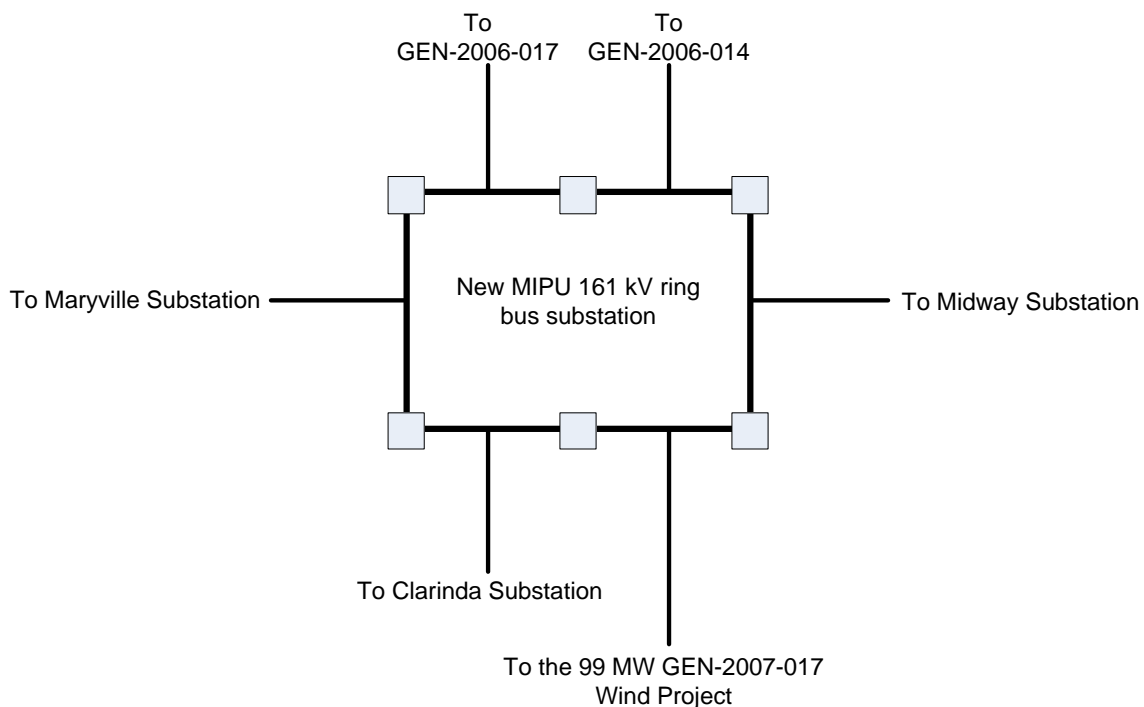 To
GEN-2006-017
To
GEN-2006-014
New MIPU 161 kV ring
bus substation
To Maryville Substation
To Midway Substation
To Clarinda Substation
To the 99 MW GEN-2007-017
Wind Project